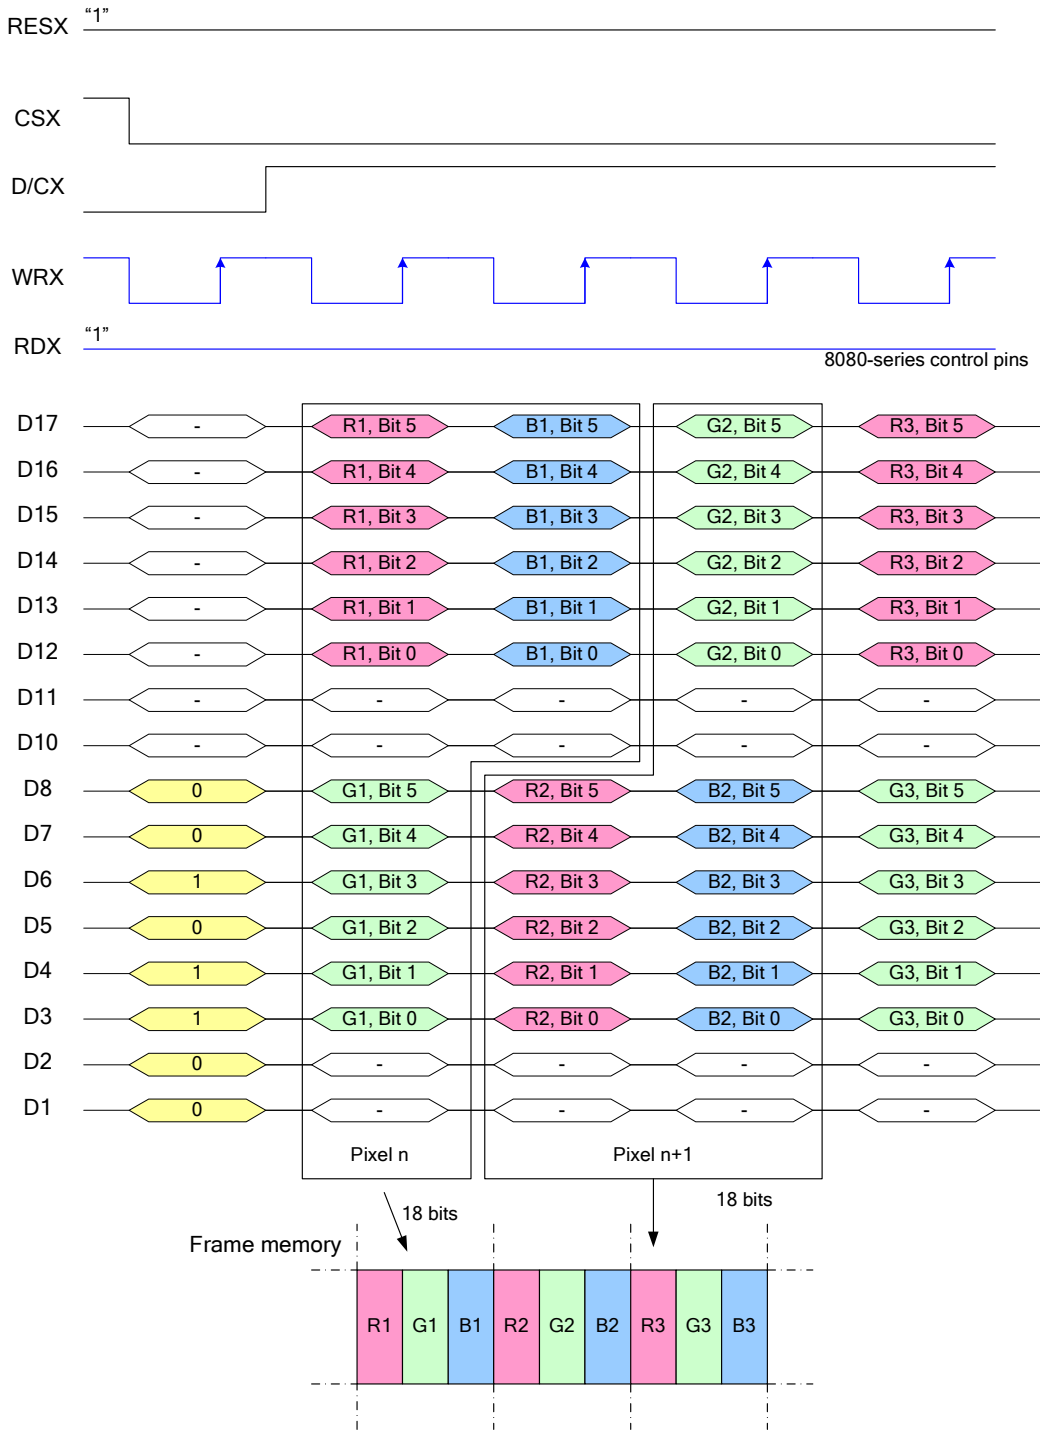 RESX "1"
CSX
D/CX
WRX
RDX "1"
8080-series control pins
D17 - R1, Bit 5 B1, Bit 5 G2, Bit 5 R3, Bit 5
D16 - R1, Bit 4 B1, Bit 4 G2, Bit 4 R3, Bit 4
D15 - R1, Bit 3 B1, Bit 3 G2, Bit 3 R3, Bit 3
D14 - R1, Bit 2 B1, Bit 2 G2, Bit 2 R3, Bit 2
D13 - R1, Bit 1 B1, Bit 1 G2, Bit 1 R3, Bit 1
D12 - R1, Bit 0 B1, Bit 0 G2, Bit 0 R3, Bit 0
D11 - - - - -
D10 - - - - -
D8 0 G1, Bit 5 R2, Bit 5 B2, Bit 5 G3, Bit 5
D7 0 G1, Bit 4 R2, Bit 4 B2, Bit 4 G3, Bit 4
D6 1 G1, Bit 3 R2, Bit 3 B2, Bit 3 G3, Bit 3
D5 0 G1, Bit 2 R2, Bit 2 B2, Bit 2 G3, Bit 2
D4 1 G1, Bit 1 R2, Bit 1 B2, Bit 1 G3, Bit 1
D3 1 G1, Bit 0 R2, Bit 0 B2, Bit 0 G3, Bit 0
D2 0 - - - -
D1 0 - - - -
Pixel n Pixel n+1
18 bits 18 bits
Frame memory
R1 G1 B1 R2 G2 B2 R3 G3 B3